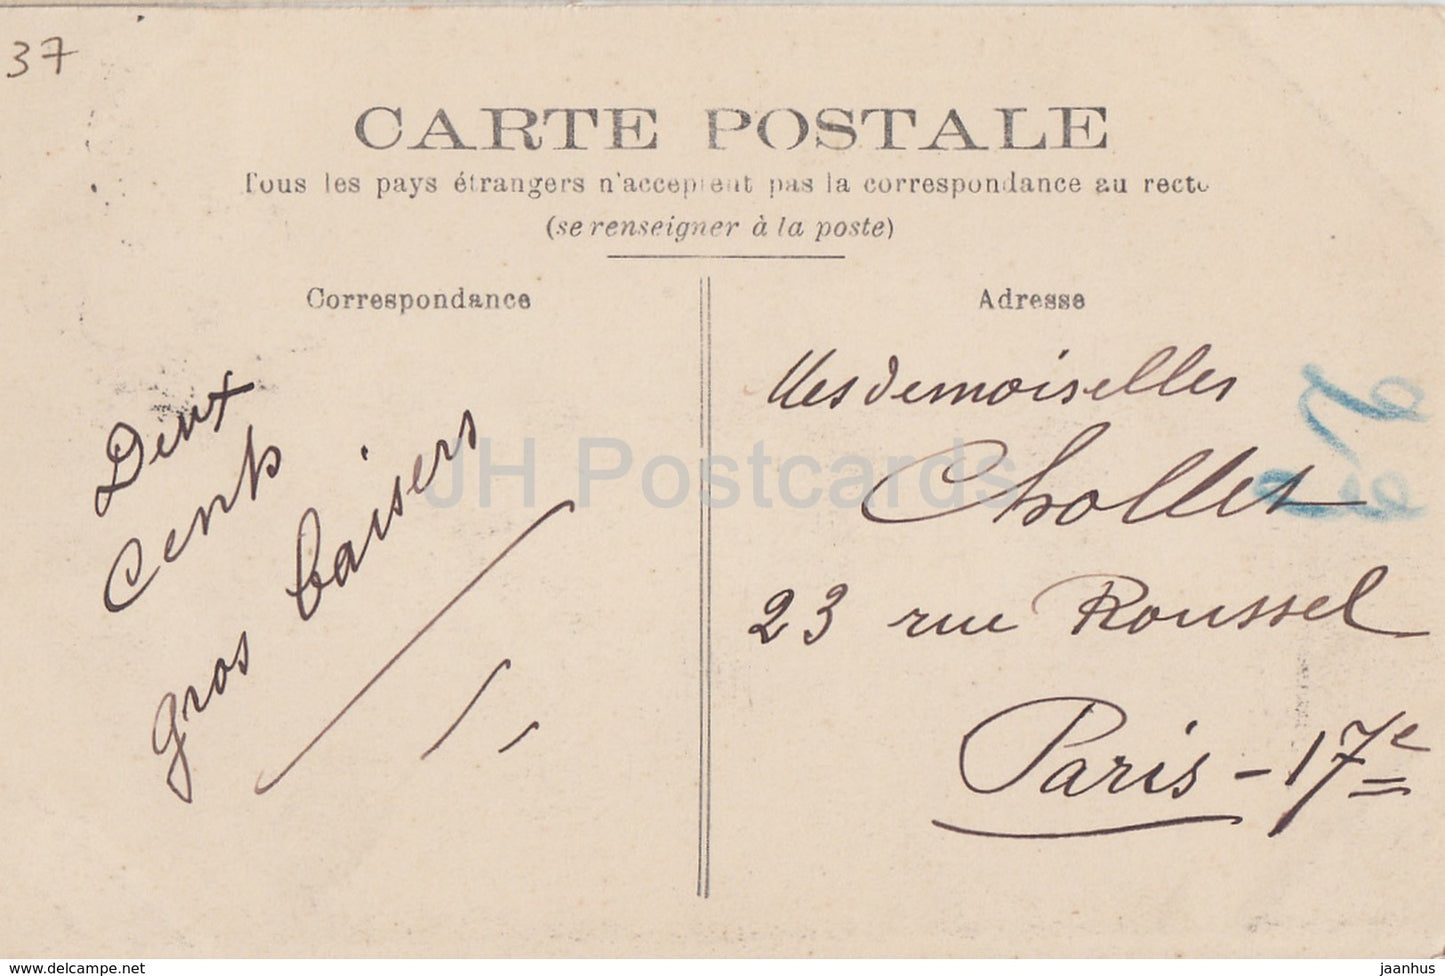 37
CARTE POSTALE
Tous les pays étrangers n'acceptent pas la correspondance au recto
(se renseigner à la poste)
Correspondance
Adresse
Deux
Cents
gros baisers
Mesdemoiselles
Chollet
23 rue Roussel
Paris - 17e
JH Postcards
www.delcampe.net
jaanhus